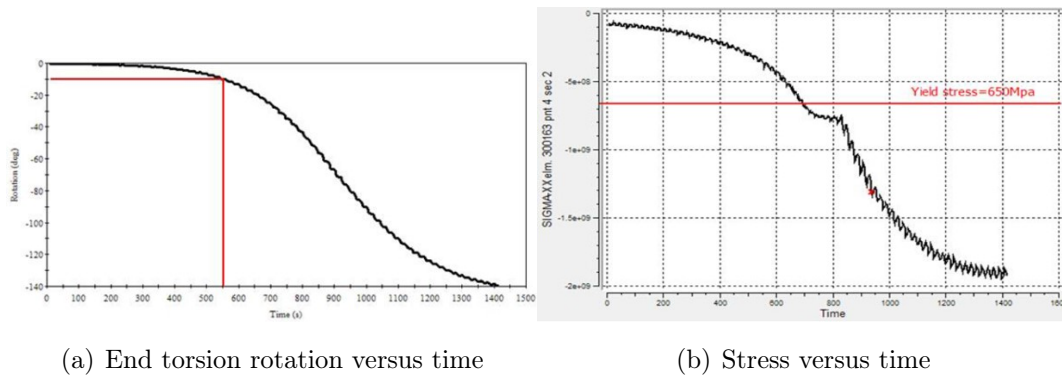 0
-20
-40
-60
-80
-100
-120
-140
Rotation (deg)
0 100 200 300 400 500 600 700 800 900 1000 1100 1200 1300 1400 1500
Time (s)
0
-5e+08
-1e+09
-1.5e+09
-2e+09
SIGMA-XX elm. 300163 pnt 4 sec 2
Yield stress=650Mpa
0 200 400 600 800 1000 1200 1400 1600
Time
(a) End torsion rotation versus time
(b) Stress versus time